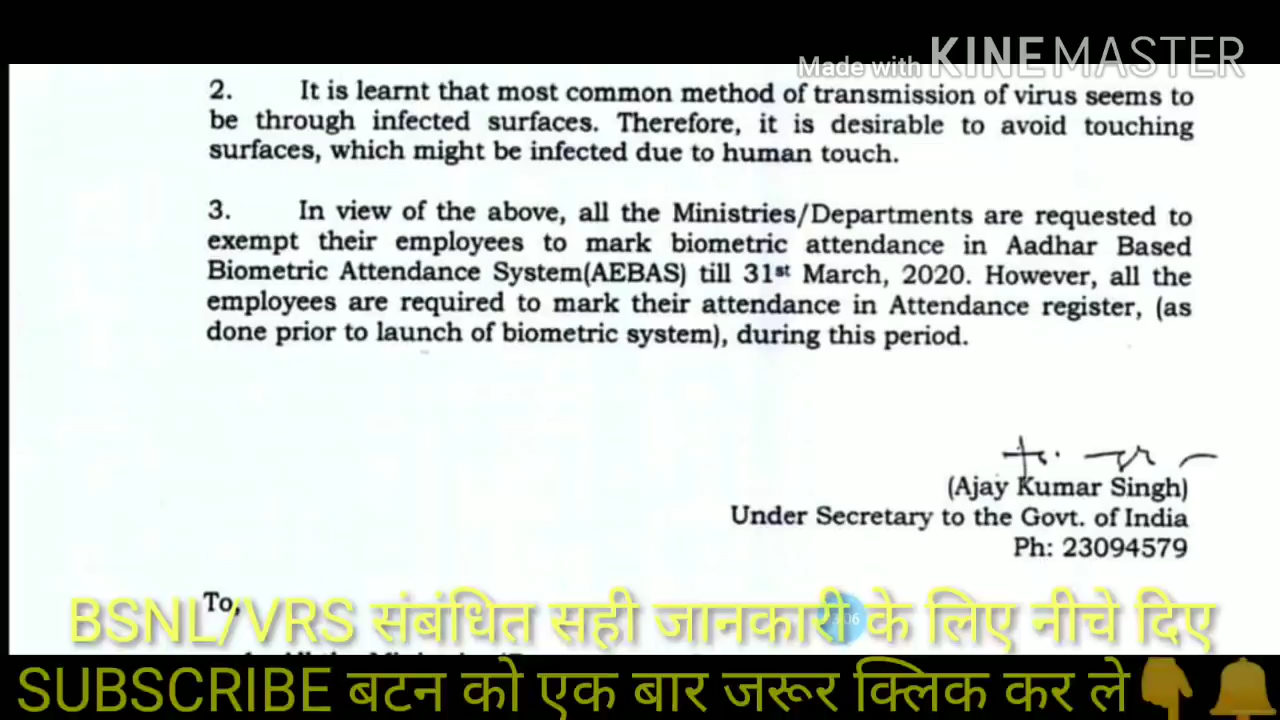 Made with KINEMASTER
2. It is learnt that most common method of transmission of virus seems to
be through infected surfaces. Therefore, it is desirable to avoid touching
surfaces, which might be infected due to human touch.
3. In view of the above, all the Ministries/Departments are requested to
exempt their employees to mark biometric attendance in Aadhar Based
Biometric Attendance System(AEBAS) till 31st March, 2020. However, all the
employees are required to mark their attendance in Attendance register, (as
done prior to launch of biometric system), during this period.
(Ajay Kumar Singh)
Under Secretary to the Govt. of India
Ph: 23094579
To,
BSNL/VRS संबंधित सही जानकारी के लिए नीचे दिए
SUBSCRIBE बटन को एक बार जरूर क्लिक कर ले